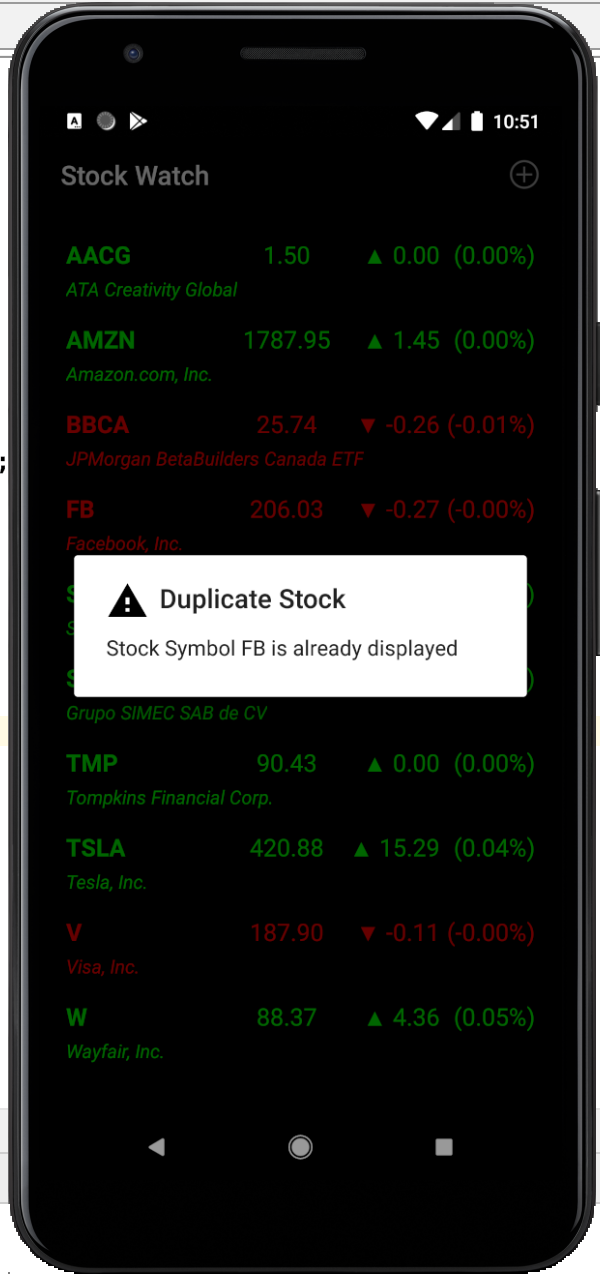 10:51
Stock Watch
AACG 1.50 ▲ 0.00 (0.00%)
ATA Creativity Global
AMZN 1787.95 ▲ 1.45 (0.00%)
Amazon.com, Inc.
BBCA 25.74 ▼ -0.26 (-0.01%)
JPMorgan BetaBuilders Canada ETF
FB 206.03 ▼ -0.27 (-0.00%)
Facebook, Inc.
Duplicate Stock
Stock Symbol FB is already displayed
Grupo SIMEC SAB de CV
TMP 90.43 ▲ 0.00 (0.00%)
Tompkins Financial Corp.
TSLA 420.88 ▲ 15.29 (0.04%)
Tesla, Inc.
V 187.90 ▼ -0.11 (-0.00%)
Visa, Inc.
W 88.37 ▲ 4.36 (0.05%)
Wayfair, Inc.